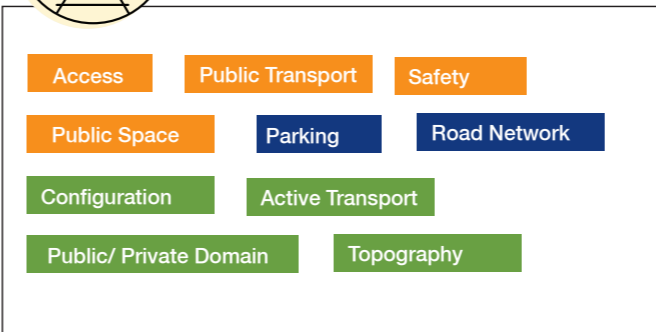 Access Public Transport Safety
Public Space Parking Road Network
Configuration Active Transport
Public/ Private Domain Topography